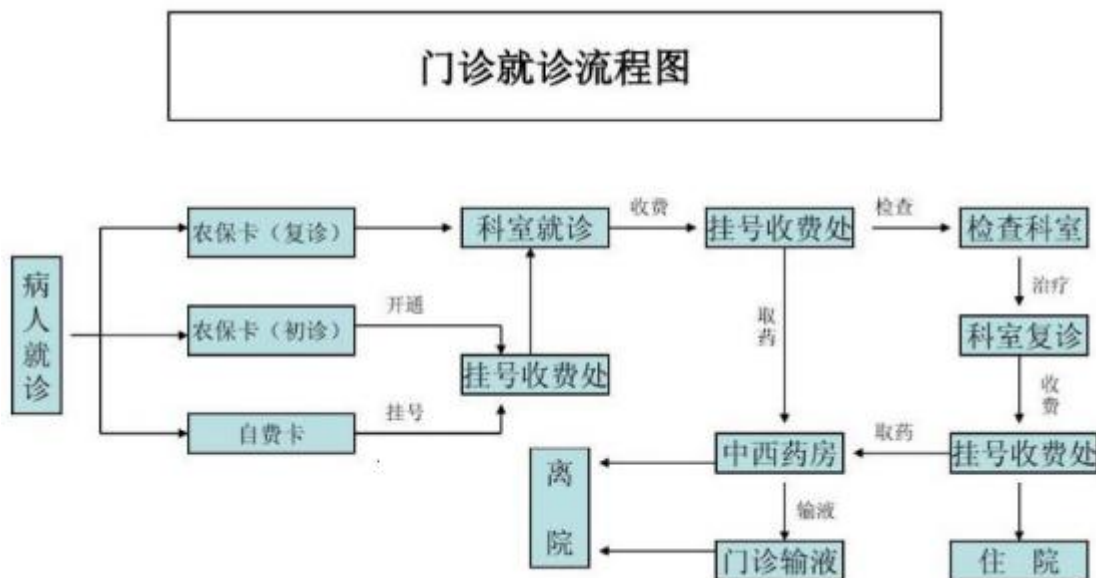 门诊就诊流程图
农保卡（复诊）
科室就诊
收费
挂号收费处
检查
检查科室
病人就诊
治疗
农保卡（初诊）
开通
取药
科室复诊
挂号收费处
收费
自费卡
挂号
离院
中西药房
取药
挂号收费处
输液
门诊输液
住 院